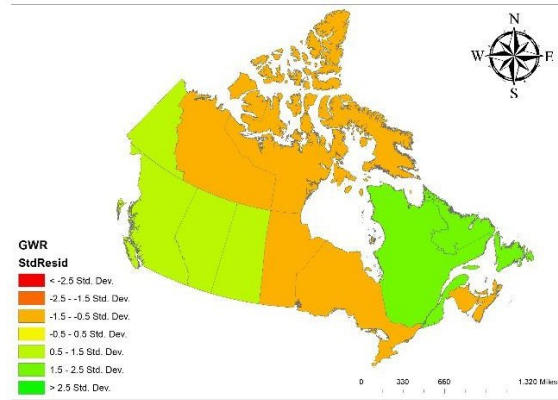 N
W E
S
GWR
StdResid
< -2.5 Std. Dev.
-2.5 - -1.5 Std. Dev.
-1.5 - -0.5 Std. Dev.
-0.5 - 0.5 Std. Dev.
0.5 - 1.5 Std. Dev.
1.5 - 2.5 Std. Dev.
> 2.5 Std. Dev.
0 330 660 1.320 Miles